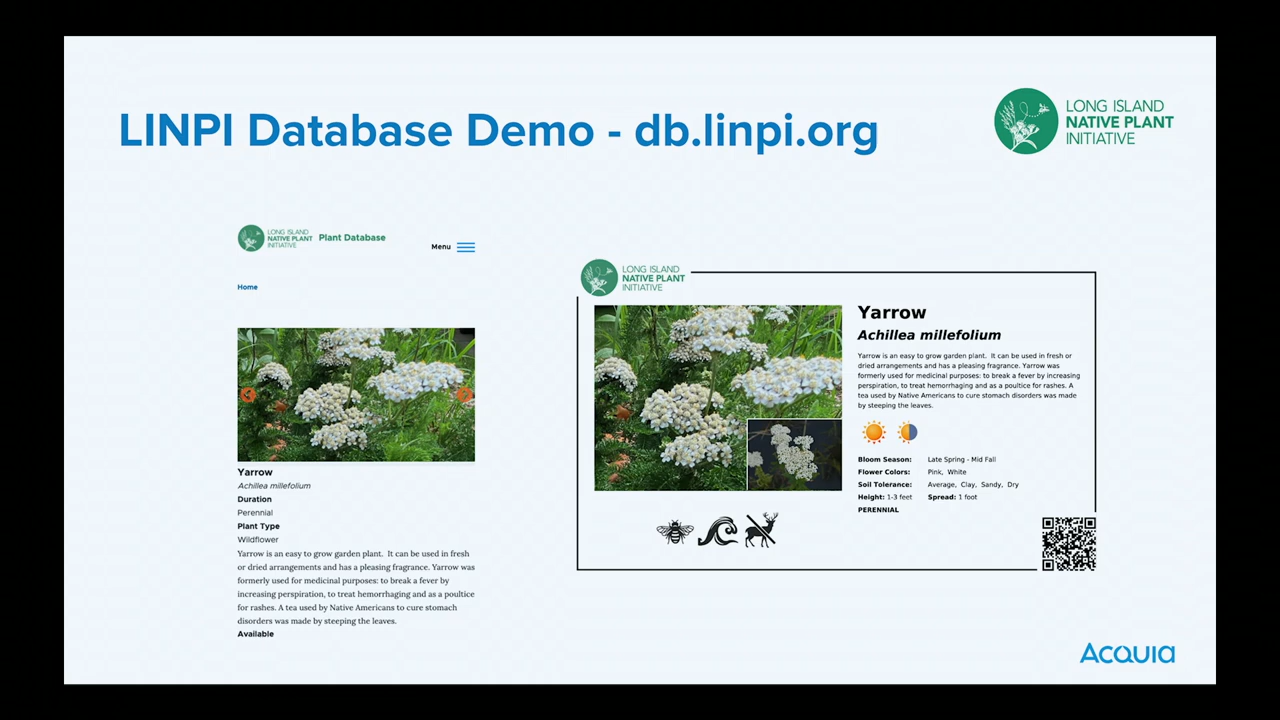 LINPI Database Demo - db.linpi.org
LONG ISLAND
NATIVE PLANT
INITIATIVE
LONG ISLAND
NATIVE PLANT
INITIATIVE
Plant Database
Menu
Home
Yarrow
Achillea millefolium
Duration
Perennial
Plant Type
Wildflower
Yarrow is an easy to grow garden plant. It can be used in fresh
or dried arrangements and has a pleasing fragrance. Yarrow was
formerly used for medicinal purposes: to break a fever by
increasing perspiration, to treat hemorrhaging and as a poultice
for rashes. A tea used by Native Americans to cure stomach
disorders was made by steeping the leaves.
Available
LONG ISLAND
NATIVE PLANT
INITIATIVE
Yarrow
Achillea millefolium
Yarrow is an easy to grow garden plant. It can be used in fresh or
dried arrangements and has a pleasing fragrance. Yarrow was
formerly used for medicinal purposes: to break a fever by increasing
perspiration, to treat hemorrhaging and as a poultice for rashes. A
tea used by Native Americans to cure stomach disorders was made
by steeping the leaves.
Bloom Season: Late Spring - Mid Fall
Flower Colors: Pink, White
Soil Tolerance: Average, Clay, Sandy, Dry
Height: 1-3 feet Spread: 1 foot
PERENNIAL
Acquia